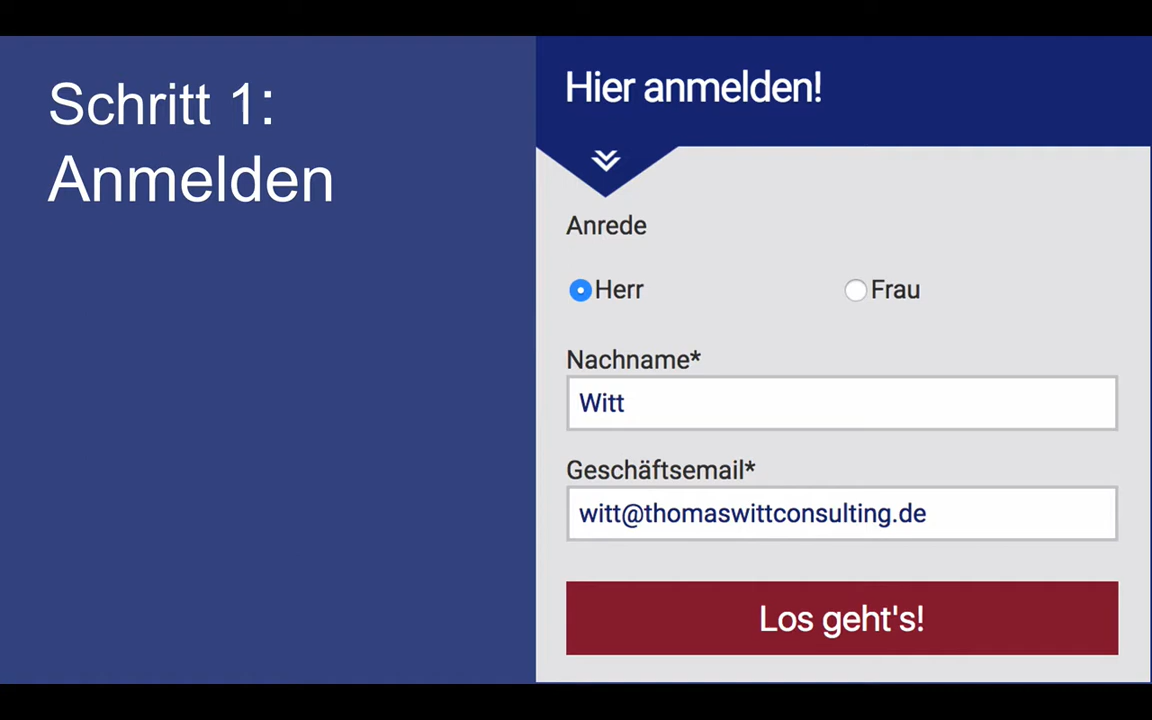 Schritt 1:
Anmelden
Hier anmelden!
Anrede
Herr
Frau
Nachname*
Witt
Geschäftsemail*
witt@thomaswittconsulting.de
Los geht's!